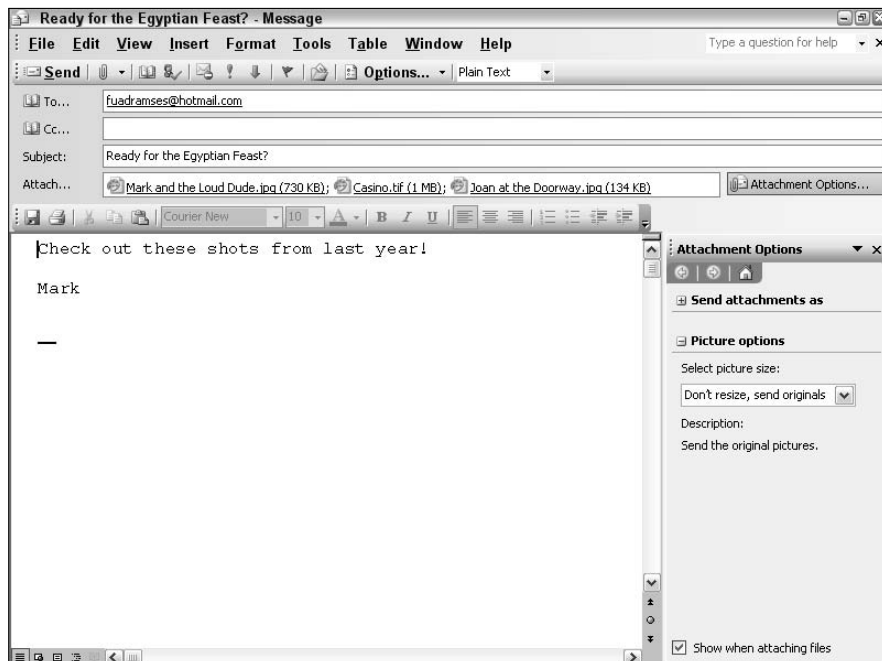 Ready for the Egyptian Feast? - Message
File Edit View Insert Format Tools Table Window Help Type a question for help
Send Options... Plain Text
To... fuadramses@hotmail.com
Cc...
Subject: Ready for the Egyptian Feast?
Attach... Mark and the Loud Dude.jpg (730 KB); Casino.tif (1 MB); Joan at the Doorway.jpg (134 KB) Attachment Options...
Courier New 10 A B I U
Check out these shots from last year!
Mark
Attachment Options
Send attachments as
Picture options
Select picture size:
Don't resize, send originals
Description:
Send the original pictures.
Show when attaching files